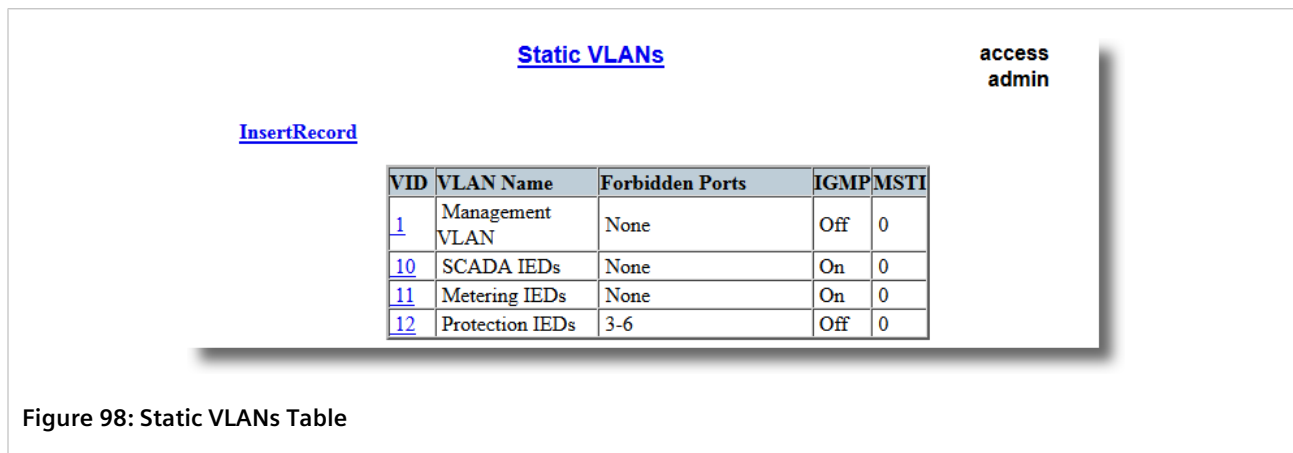 Static VLANs
access
admin
InsertRecord
VID VLAN Name Forbidden Ports IGMP MSTI
1 Management VLAN None Off 0
10 SCADA IEDs None On 0
11 Metering IEDs None On 0
12 Protection IEDs 3-6 Off 0
Figure 98: Static VLANs Table